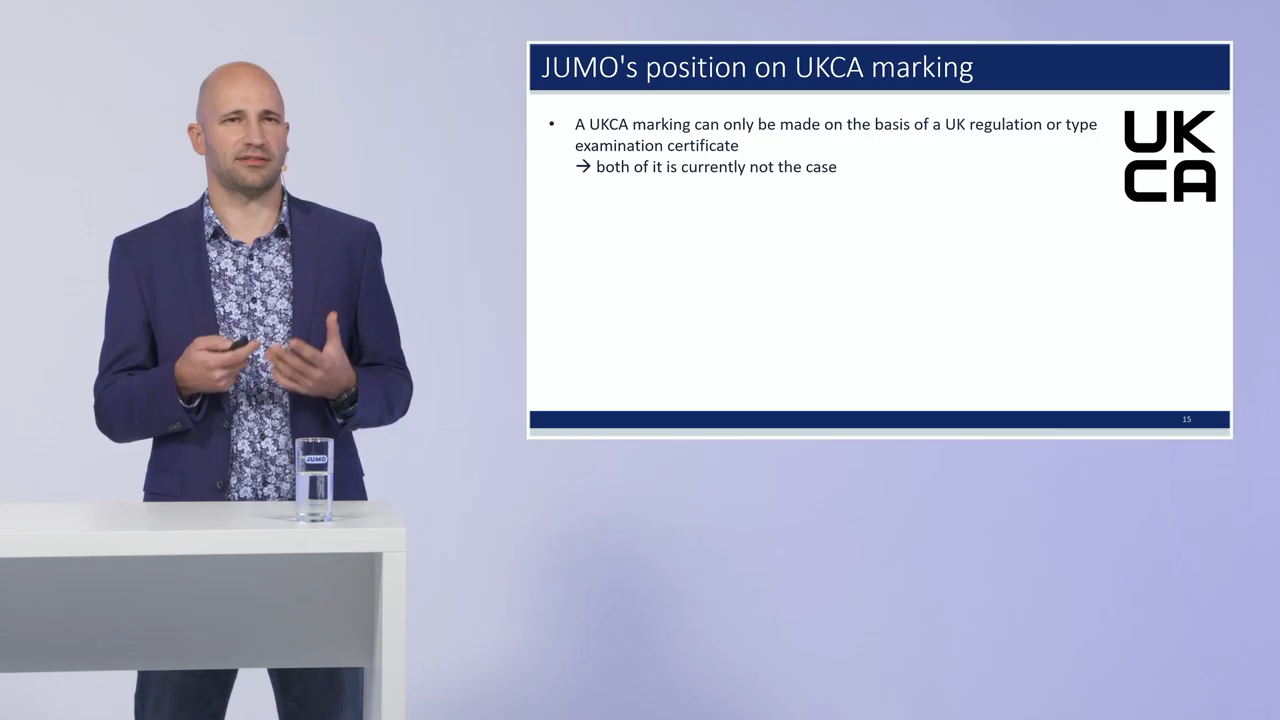 JUMO's position on UKCA marking
• A UKCA marking can only be made on the basis of a UK regulation or type
examination certificate
→ both of it is currently not the case
UK
CA
15
JUMO